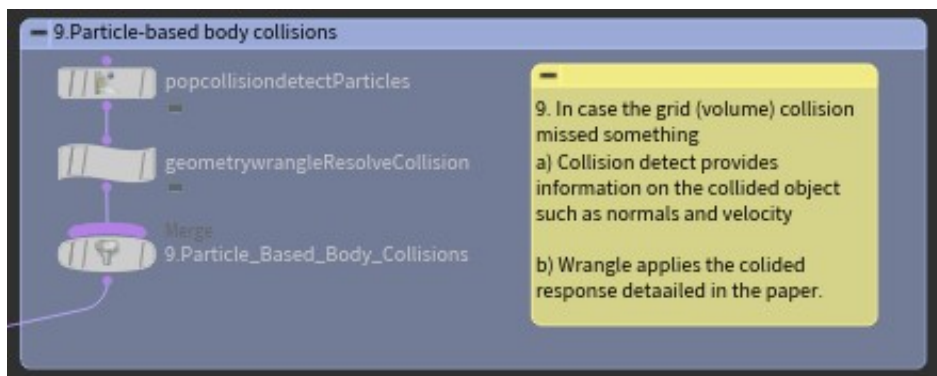 9.Particle-based body collisions
popcollisiondetectParticles
geometrywrangleResolveCollision
Merge
9.Particle_Based_Body_Collisions
9. In case the grid (volume) collision
missed something
a) Collision detect provides
information on the collided object
such as normals and velocity
b) Wrangle applies the colided
response detaailed in the paper.